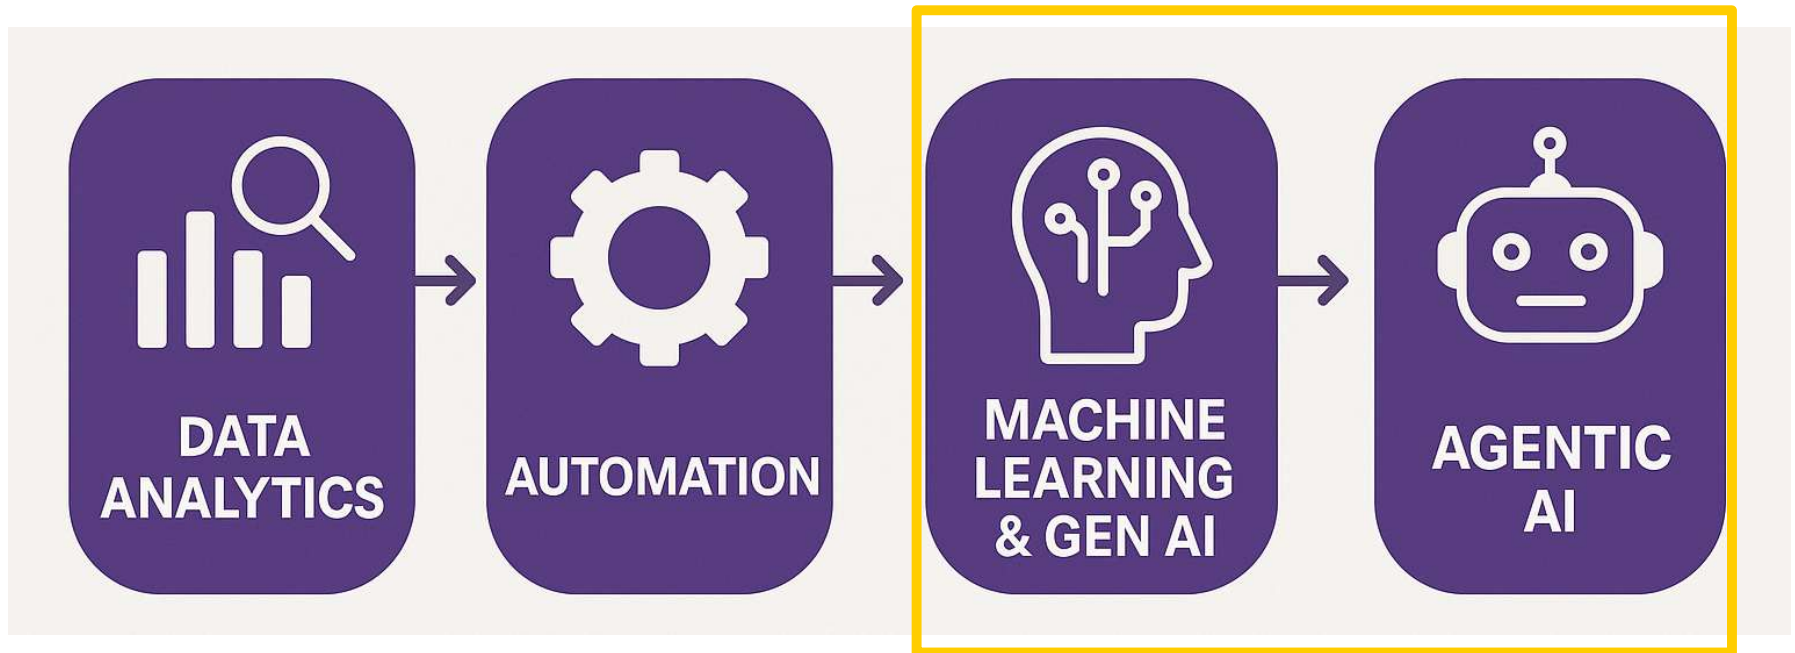 DATA
ANALYTICS
AUTOMATION
MACHINE
LEARNING
& GEN AI
AGENTIC
AI